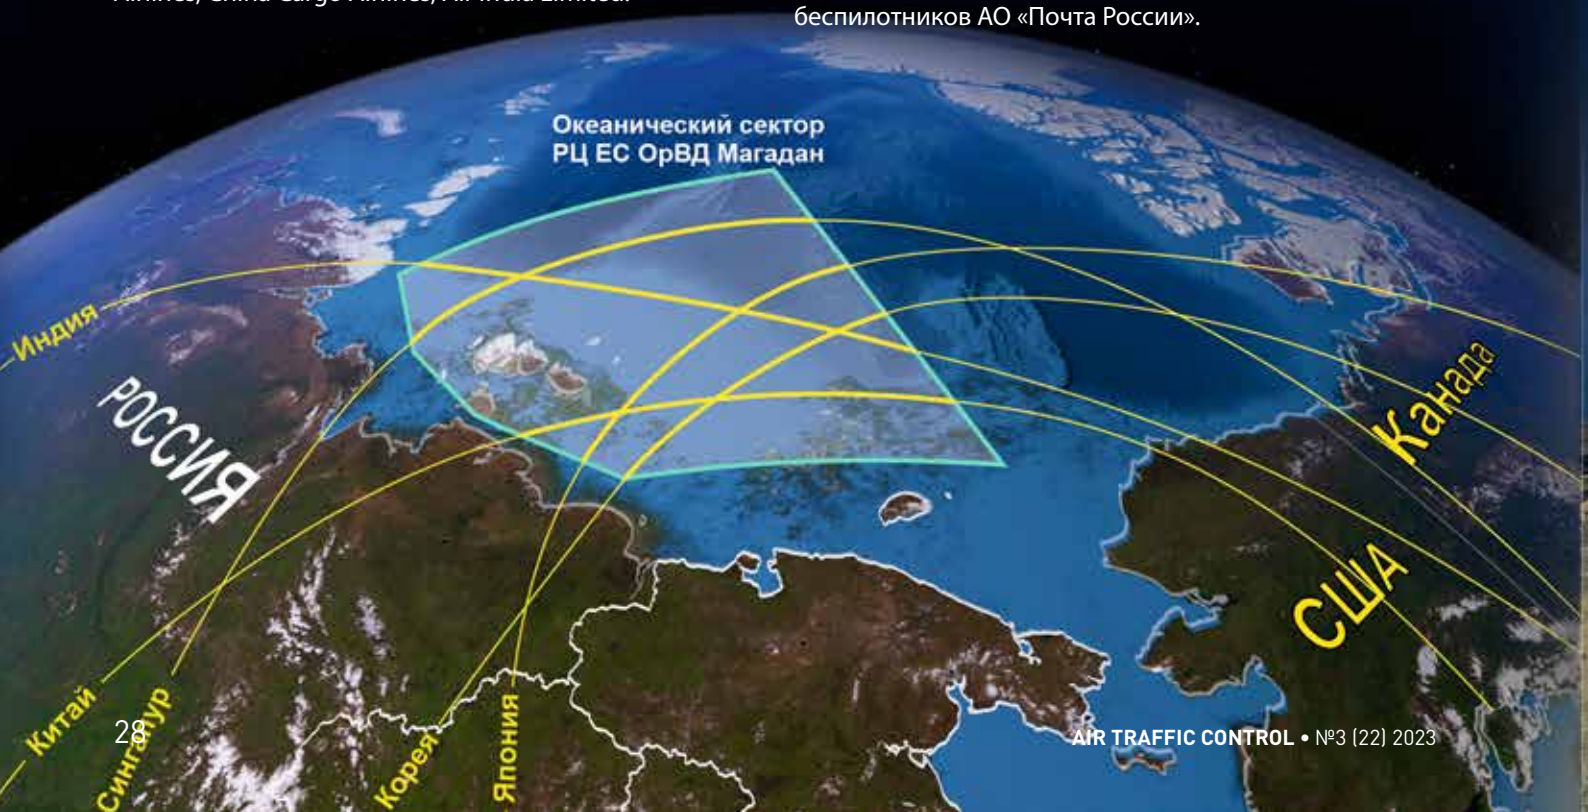 беспилотников АО «Почта России».
Океанический сектор
РЦ ЕС ОрВД Магадан
Индия
РОССИЯ
Канада
США
Китай
Сингапур
Корея
Япония
28
AIR TRAFFIC CONTROL • №3 (22) 2023